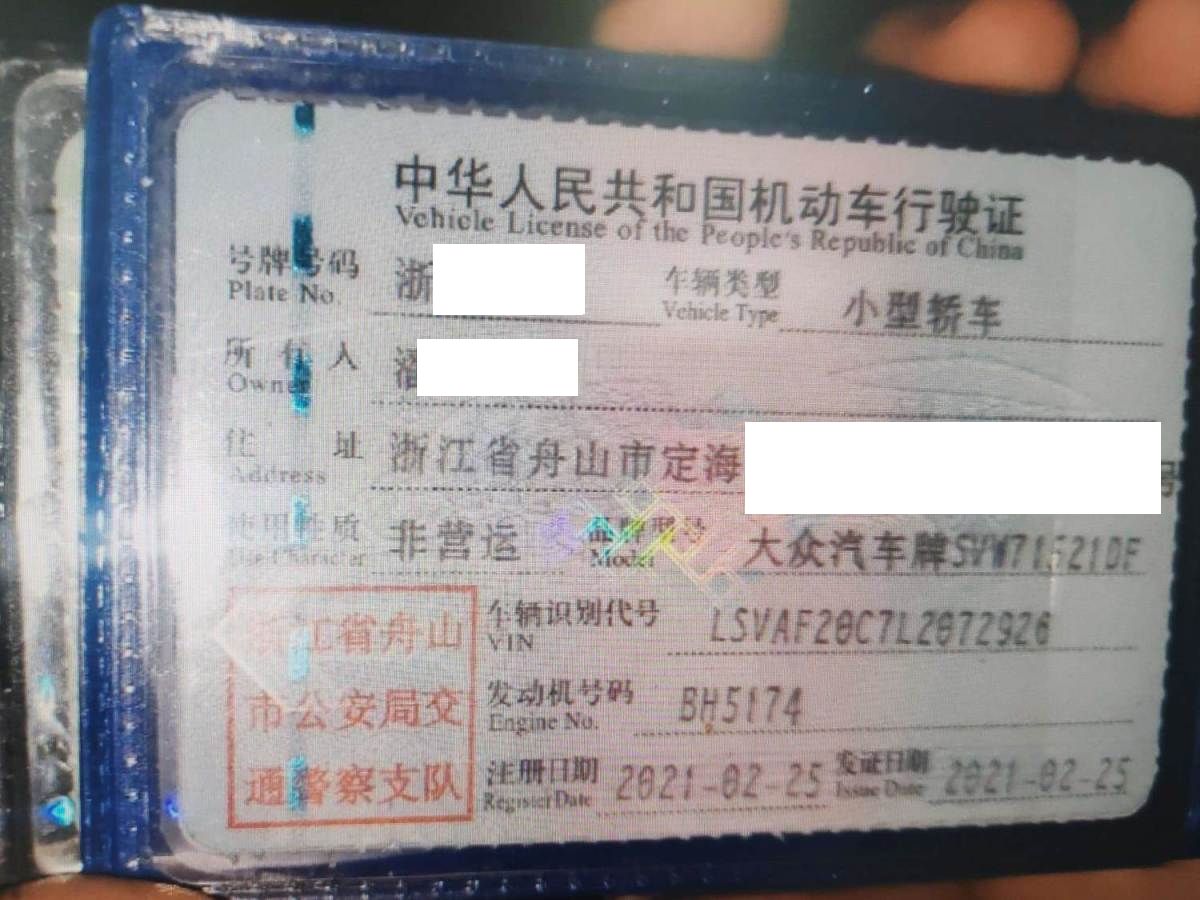 中华人民共和国机动车行驶证
Vehicle License of the People's Republic of China
号牌号码 浙 车辆类型 小型轿车
Plate No. Vehicle Type
所有人
Owner
住址 浙江省舟山市定海 号
Address
使用性质 非营运 品牌型号 大众汽车牌SVW71521DF
Use Character Model
浙江省舟山
市公安局交
通警察支队
车辆识别代号 LSVAF28C7L2072926
VIN
发动机号码 BH5174
Engine No.
注册日期 2021-02-25 发证日期 2021-02-25
Register Date Issue Date